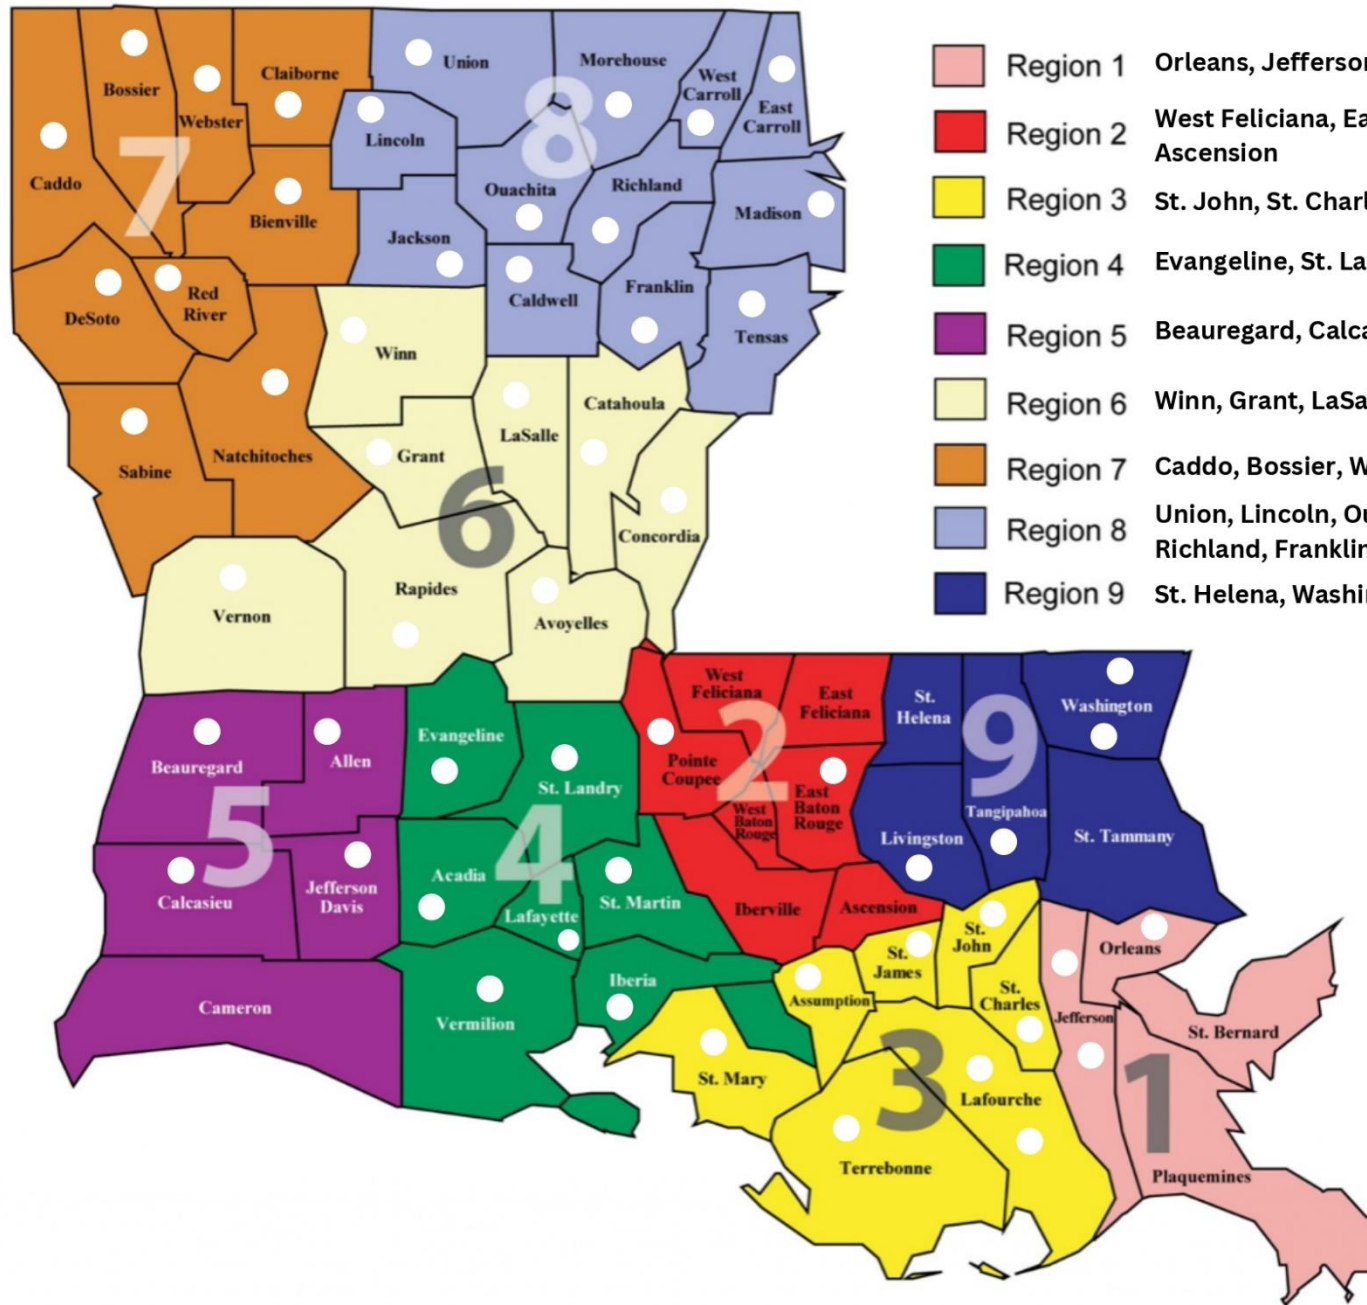 Bossier
Webster
Claiborne
Caddo
Bienville
7
DeSoto
Red
River
Sabine
Natchitoches
Union
Morehouse
West
Carroll
East
Carroll
Lincoln
8
Ouachita
Richland
Madison
Jackson
Caldwell
Franklin
Tensas
Winn
Grant
LaSalle
Catahoula
6
Concordia
Vernon
Rapides
Avoyelles
Beauregard
Allen
5
Calcasieu
Jefferson
Davis
Cameron
Evangeline
St. Landry
4
Acadia
Lafayette
St. Martin
Iberia
Vermilion
West
Feliciana
East
Feliciana
2
Pointe
Coupee
West
Baton
Rouge
East
Baton
Rouge
Iberville
Ascension
St.
Helena
9
Washington
Tangipahoa
Livingston
St. Tammany
St.
John
St.
James
St.
Charles
Assumption
3
St. Mary
Lafourche
Terrebonne
Orleans
Jefferson
St. Bernard
1
Plaquemines
Region 1 Orleans, Jefferson
Region 2 West Feliciana, Ea
Ascension
Region 3 St. John, St. Charl
Region 4 Evangeline, St. La
Region 5 Beauregard, Calca
Region 6 Winn, Grant, LaSa
Region 7 Caddo, Bossier, W
Region 8 Union, Lincoln, Ou
Richland, Franklin
Region 9 St. Helena, Washi